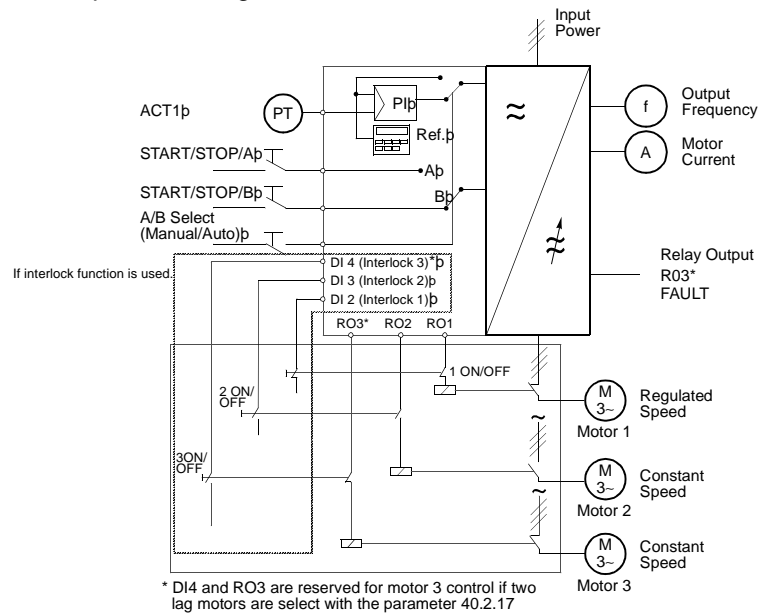 Input
Power
ACT1þ
PT
PIþ
Ref.þ
≈
f
Output
Frequency
A
Motor
Current
START/STOP/Aþ
Aþ
START/STOP/Bþ
Bþ
A/B Select
(Manual/Auto)þ
≈
If interlock function is used.
DI 4 (Interlock 3)*þ
DI 3 (Interlock 2)þ
DI 2 (Interlock 1)þ
Relay Output
R03*
FAULT
RO3* RO2 RO1
1 ON/OFF
2 ON/
OFF
M
3~
Regulated
Speed
Motor 1
~
3ON/
OFF
M
3~
Constant
Speed
Motor 2
~
M
3~
Constant
Speed
Motor 3
* DI4 and RO3 are reserved for motor 3 control if two
lag motors are select with the parameter 40.2.17